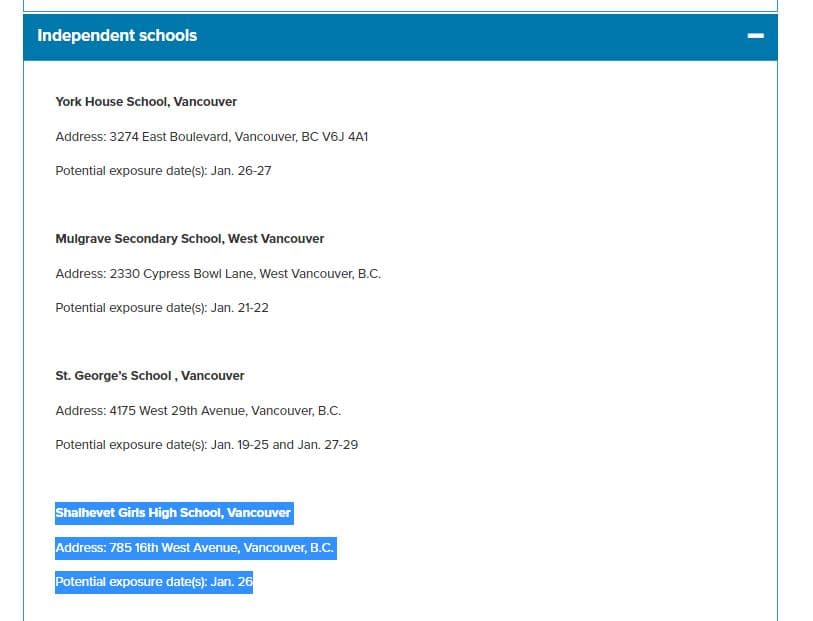 Independent schools
York House School, Vancouver
Address: 3274 East Boulevard, Vancouver, BC V6J 4A1
Potential exposure date(s): Jan. 26-27
Mulgrave Secondary School, West Vancouver
Address: 2330 Cypress Bowl Lane, West Vancouver, B.C.
Potential exposure date(s): Jan. 21-22
St. George's School , Vancouver
Address: 4175 West 29th Avenue, Vancouver, B.C.
Potential exposure date(s): Jan. 19-25 and Jan. 27-29
Shalhevet Girls High School, Vancouver
Address: 785 16th West Avenue, Vancouver, B.C.
Potential exposure date(s): Jan. 26